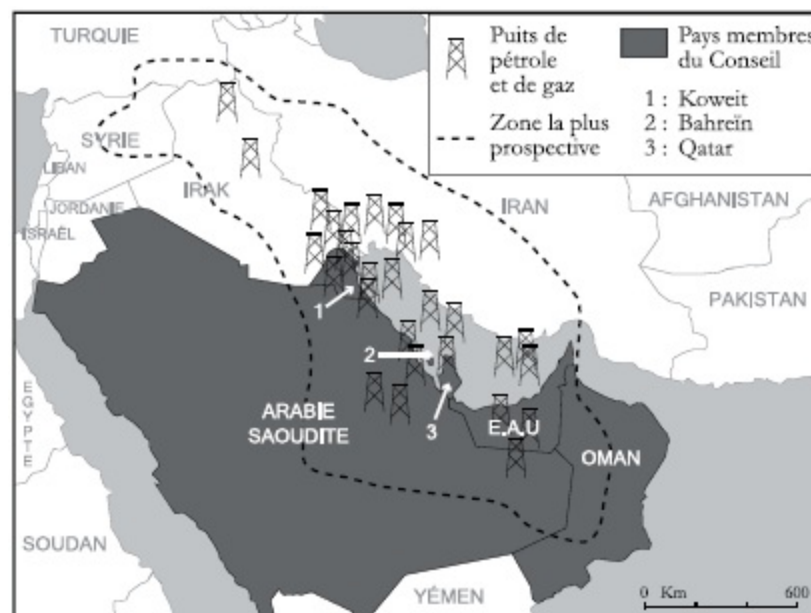 Puits de
pétrole
et de gaz
Zone la plus
prospective
Pays membres
du Conseil
1 : Koweit
2 : Bahreïn
3 : Qatar
TURQUIE
SYRIE
LIBAN
IRAK
JORDANIE
ISRAËL
IRAN
AFGHANISTAN
PAKISTAN
1
2
3
EGYPTE
ARABIE
SAOUDITE
E.A.U
OMAN
SOUDAN
YÉMEN
0 Km 600